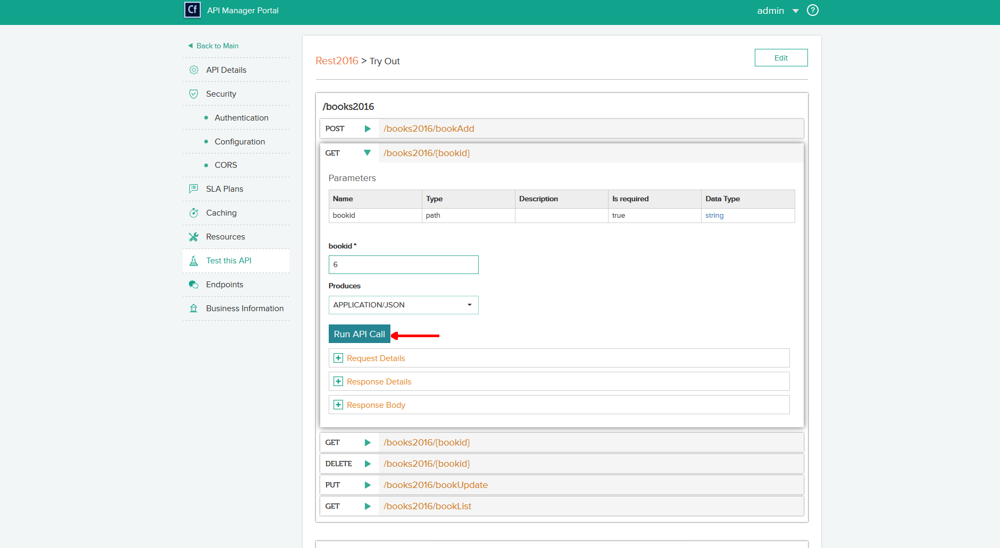 Cf API Manager Portal
admin ?
Back to Main
API Details
Security
Authentication
Configuration
CORS
SLA Plans
Caching
Resources
Test this API
Endpoints
Business Information
Rest2016 > Try Out
Edit
/books2016
POST /books2016/bookAdd
GET /books2016/{bookid}
Parameters
Name Type Description Is required Data Type
bookid path true string
bookid *
6
Produces
APPLICATION/JSON
Run API Call
Request Details
Response Details
Response Body
GET /books2016/{bookid}
DELETE /books2016/{bookid}
PUT /books2016/bookUpdate
GET /books2016/bookList